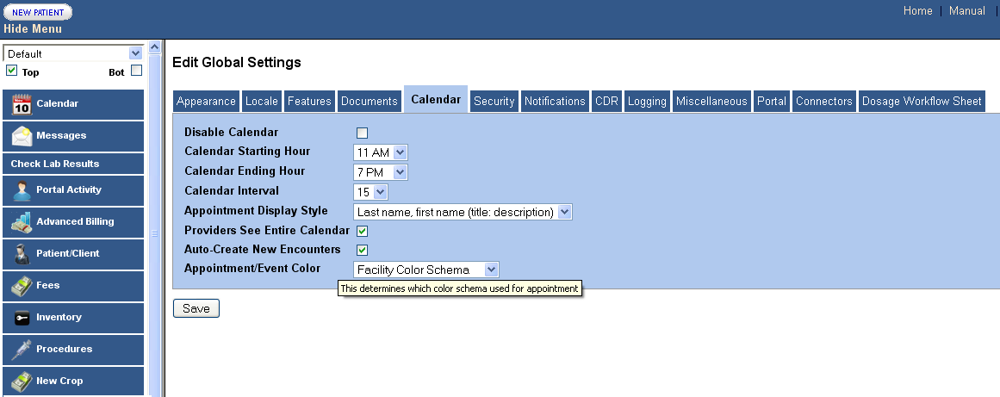 NEW PATIENT
Home | Manual |
Hide Menu
Default
Top Bot
Calendar
Messages
Check Lab Results
Portal Activity
Advanced Billing
Patient/Client
Fees
Inventory
Procedures
New Crop
Edit Global Settings
Appearance Locale Features Documents Calendar Security Notifications CDR Logging Miscellaneous Portal Connectors Dosage Workflow Sheet
Disable Calendar
Calendar Starting Hour 11 AM
Calendar Ending Hour 7 PM
Calendar Interval 15
Appointment Display Style Last name, first name (title: description)
Providers See Entire Calendar
Auto-Create New Encounters
Appointment/Event Color Facility Color Schema
This determines which color schema used for appointment
Save